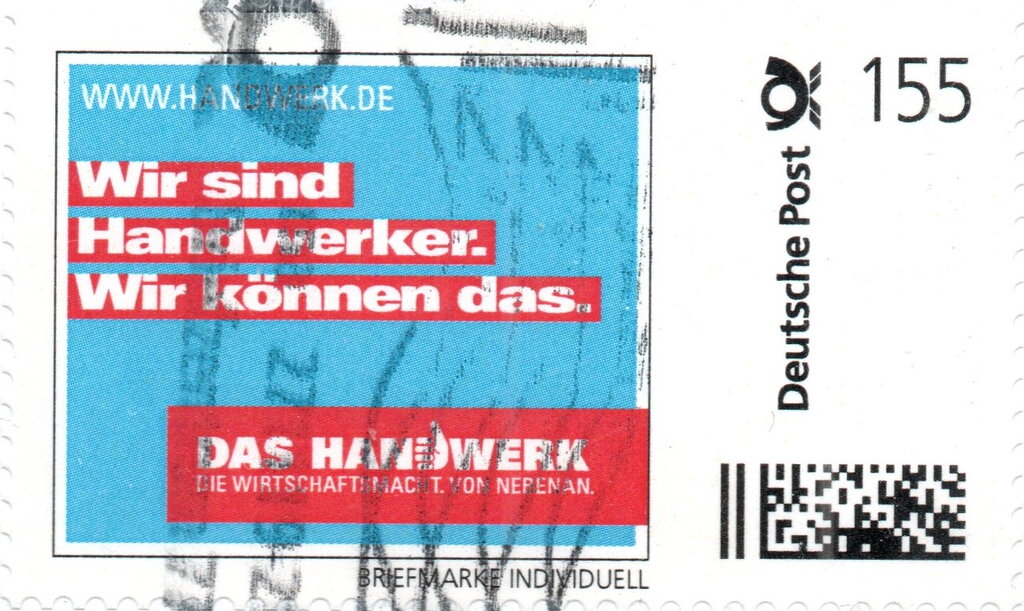 WWW.HANDWERK.DE
Wir sind
Handwerker.
Wir können das.
DAS HANDWERK
DIE WIRTSCHAFTSMACHT. VON NEBENAN.
BRIEFMARKE INDIVIDUELL
Deutsche Post
155